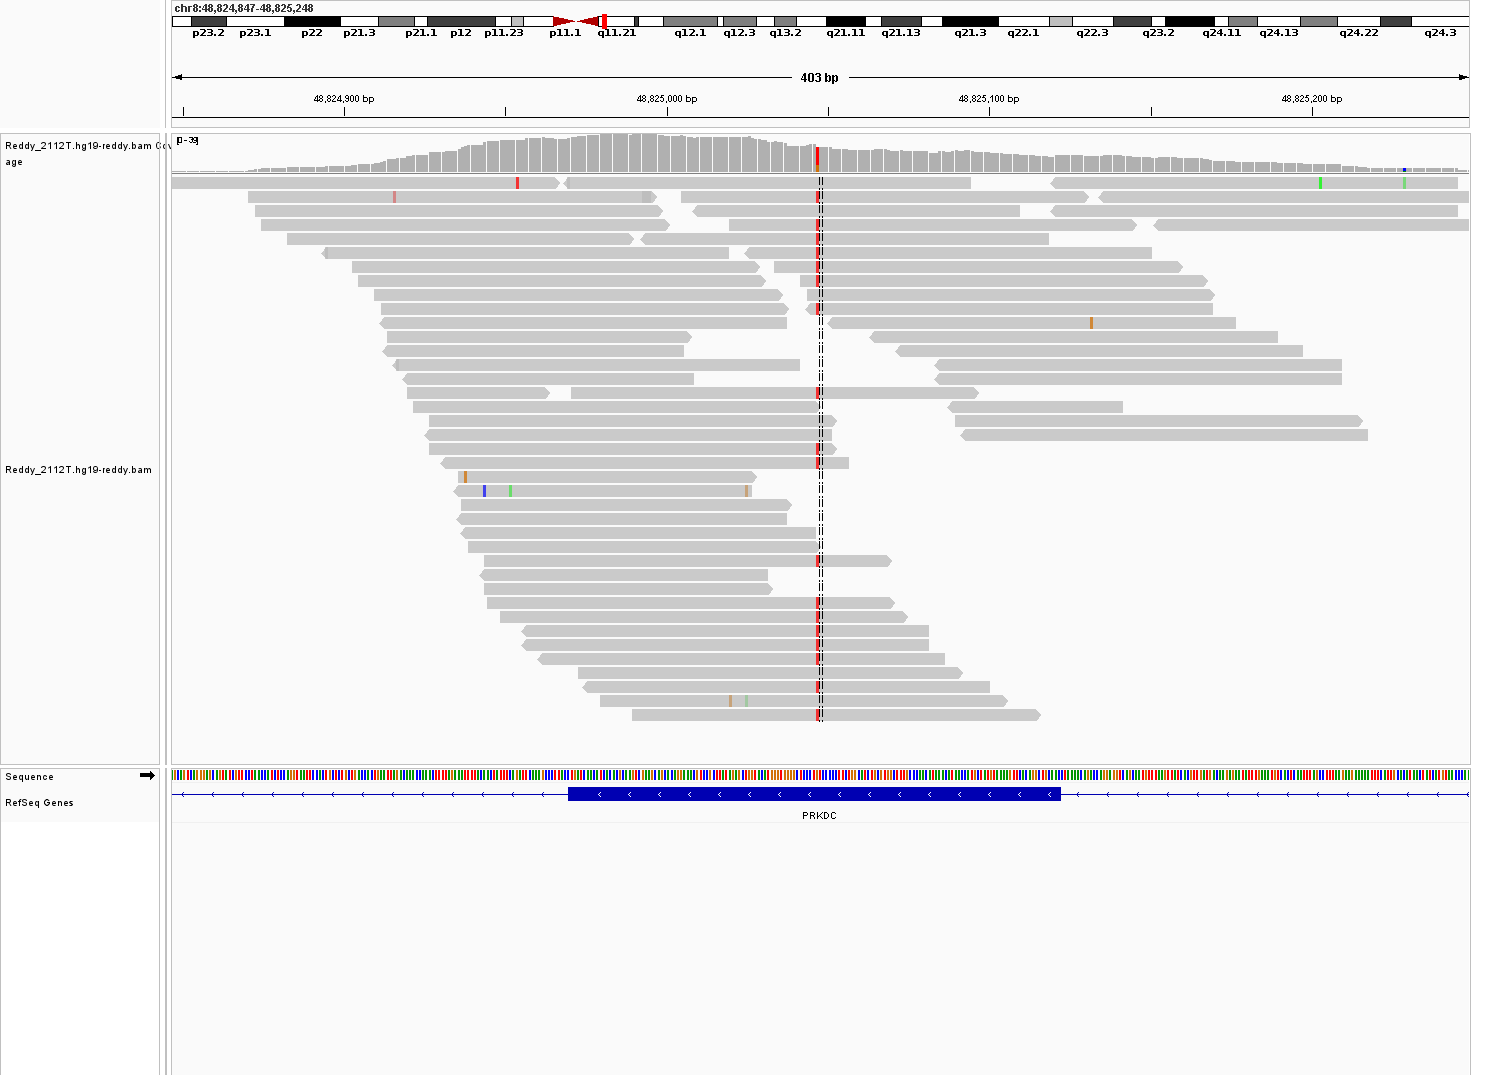 chr8:48,824,847-48,825,248
p23.2 p23.1 p22 p21.3 p21.1 p12 p11.23 p11.1 q11.21 q12.1 q12.3 q13.2 q21.11 q21.13 q21.3 q22.1 q22.3 q23.2 q24.11 q24.13 q24.22 q24.3
403 bp
48,824,900 bp 48,825,000 bp 48,825,100 bp 48,825,200 bp
[0-39]
Reddy_2112T.hg19-reddy.bam Cov
age
Reddy_2112T.hg19-reddy.bam
Sequence
RefSeq Genes
PRKDC